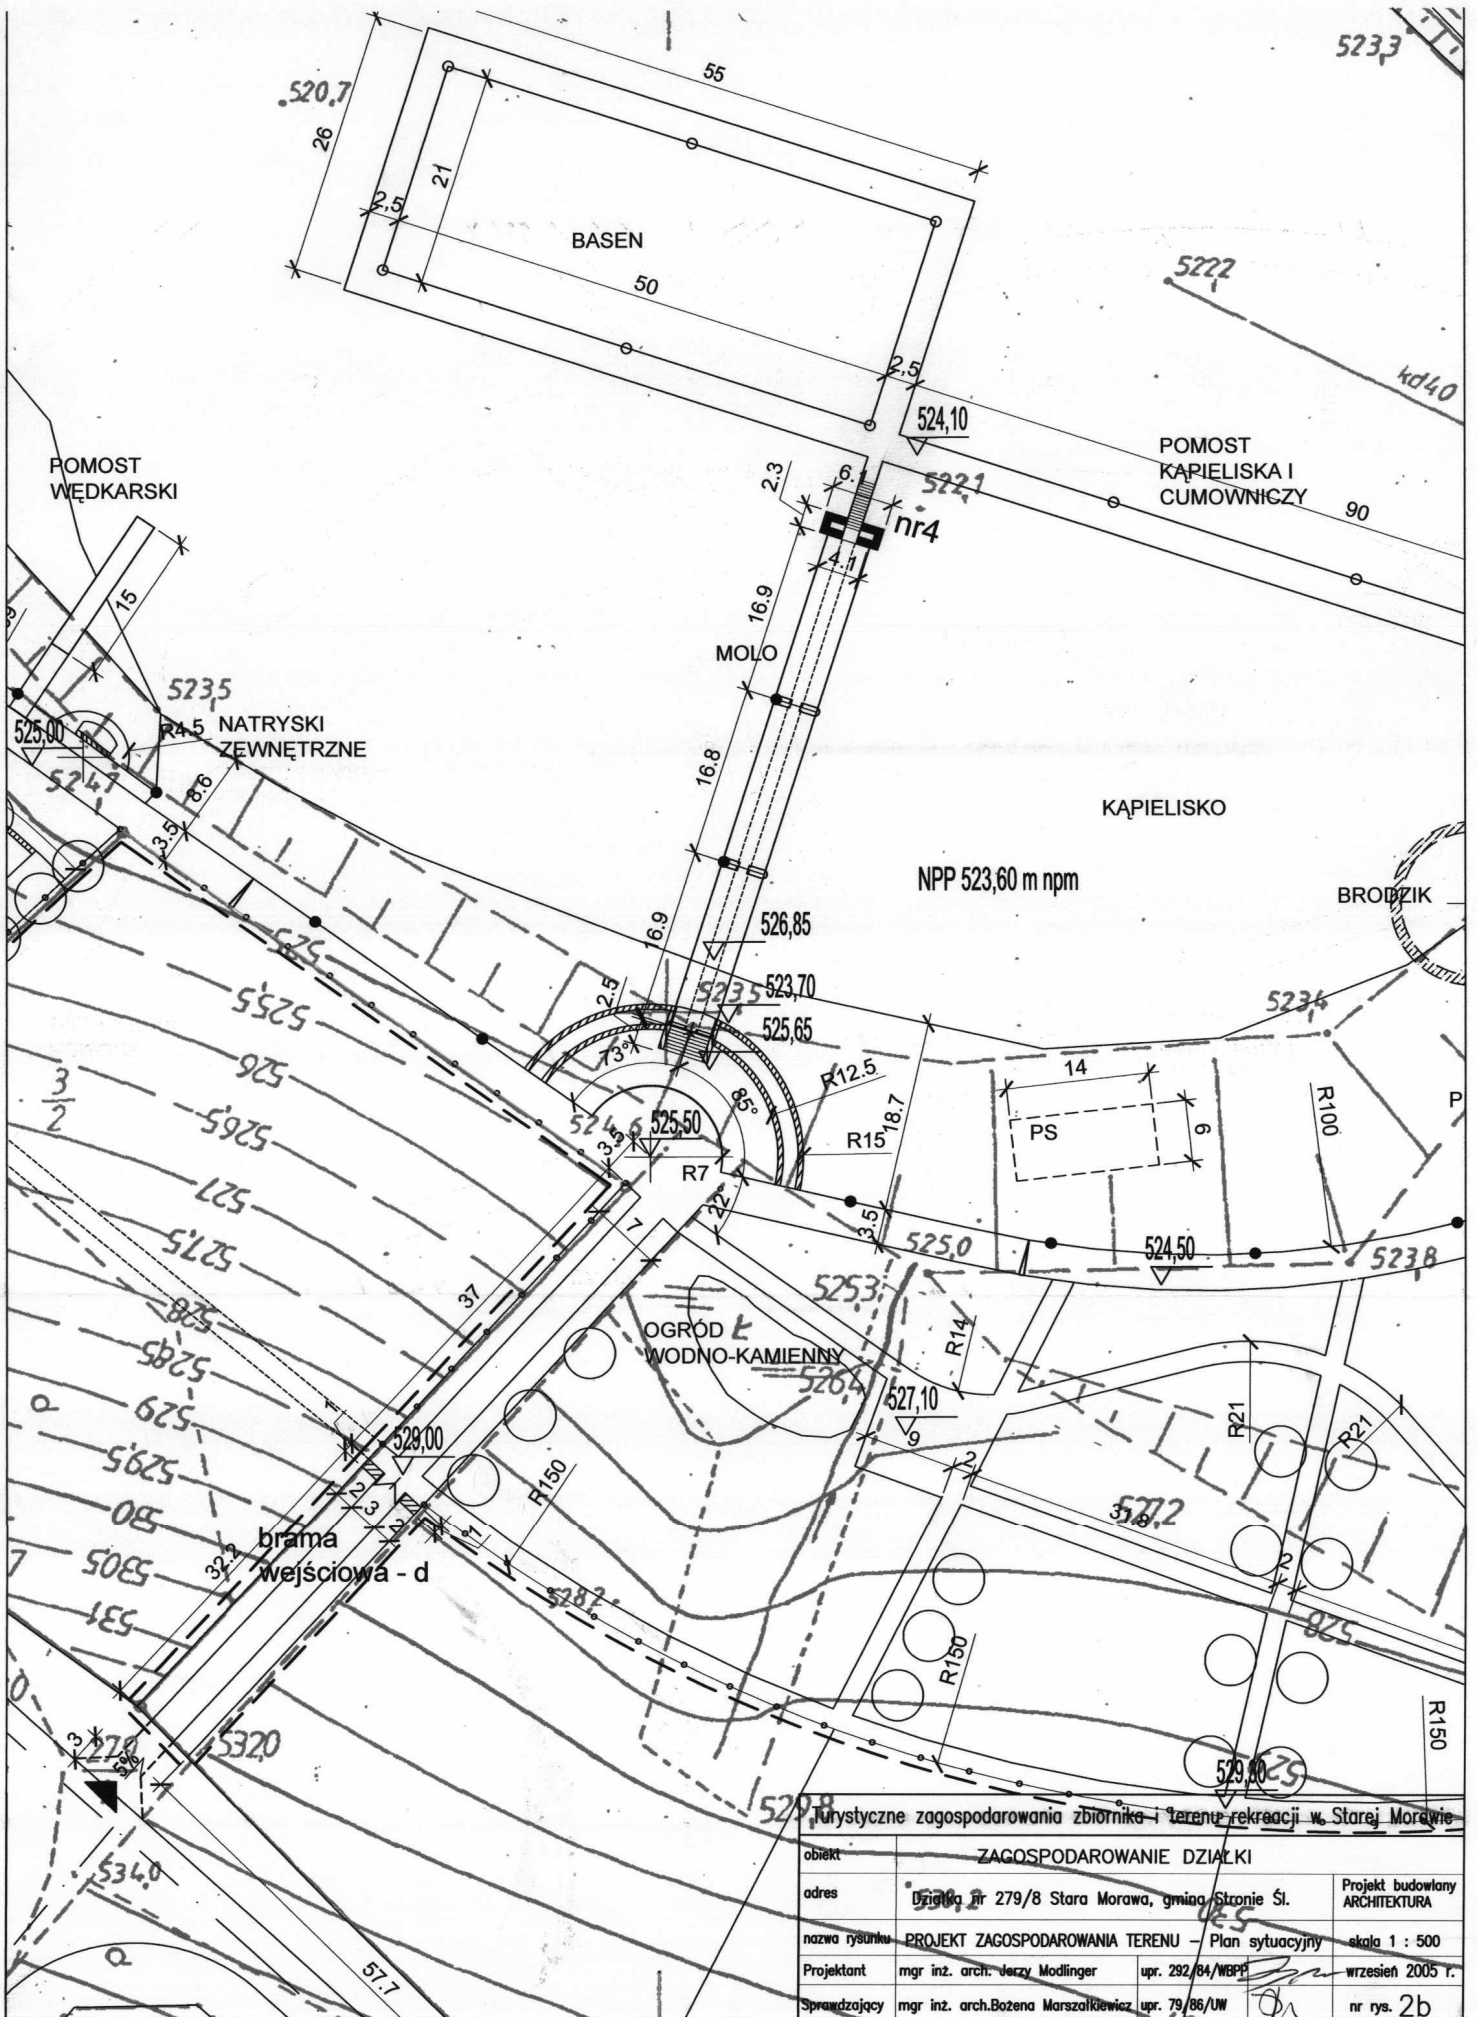 523,3
55
520,7
26
21
2,5
BASEN
50
5222
kd40
2,5
524,10
POMOST
KĄPIELISKA I
CUMOWNICZY
90
POMOST
WĘDKARSKI
2.3
6.1
522,1
nr4
4.1
15
16.9
MOLO
523,5
525,00
R4.5
NATRYSKI
ZEWNĘTRZNE
524,7
8.6
3.5
16.8
KĄPIELISKO
NPP 523,60 m npm
BRODZIK
16.9
526,85
525
525,5
2.5
523,5
523,70
525,65
523,4
526
73°
R12.5
14
3
2
526,5
85°
18.7
R100
P
524,6
525,50
R15
PS
9
3.5
R7
527
22°
3.5
7
525,0
524,50
523,8
527,5
37
525,3
528
OGRÓD Ł
WODNO-KAMIENNY
R14
528,5
526,4
527,10
R21
529
529,00
9
2
R21
529,5
R150
530
2
3
2
1
31.8
527,2
brama
wejściowa - d
32.2
530,5
528,2
2
531
528
R150
R150
3
5%
532,0
529,80
529,8
534,0
57.7
Turystyczne zagospodarowania zbiornika i terenu rekreacji w Starej Morawie
obiekt ZAGOSPODAROWANIE DZIAŁKI
adres Działka nr 279/8 Stara Morawa, gmina Stronie Śl. Projekt budowlany
ARCHITEKTURA
nazwa rysunku PROJEKT ZAGOSPODAROWANIA TERENU – Plan sytuacyjny skala 1 : 500
530
Projektant mgr inż. arch. Jerzy Modlinger upr. 292/84/WBPP wrzesień 2005 r.
Sprawdzający mgr inż. arch.Bożena Marszałkiewicz upr. 79/86/UW nr rys. 2b